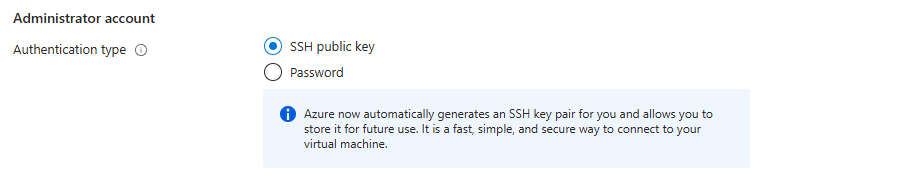 Administrator account
Authentication type
SSH public key
Password
Azure now automatically generates an SSH key pair for you and allows you to
store it for future use. It is a fast, simple, and secure way to connect to your
virtual machine.